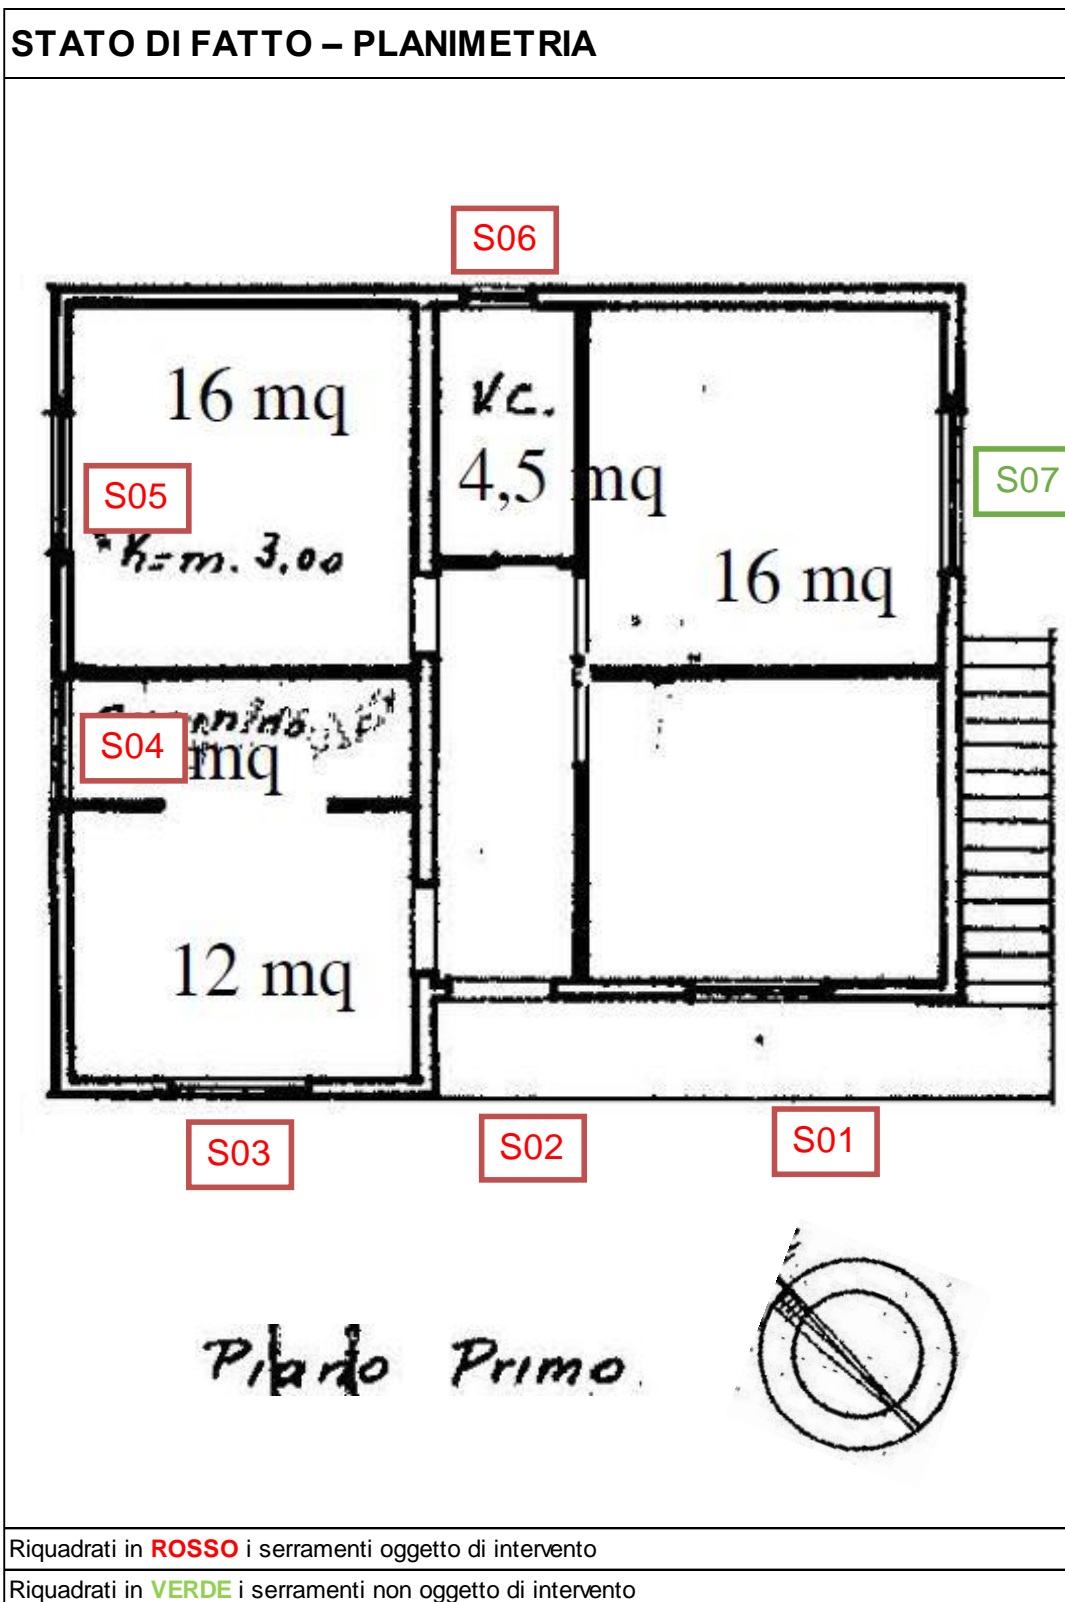 STATO DI FATTO – PLANIMETRIA
S06
16 mq
V.C.
4,5 mq
S05
S07
h=m. 3,00
16 mq
S04
mq
12 mq
S03
S02
S01
Piano Primo
Riquadrati in ROSSO i serramenti oggetto di intervento
Riquadrati in VERDE i serramenti non oggetto di intervento